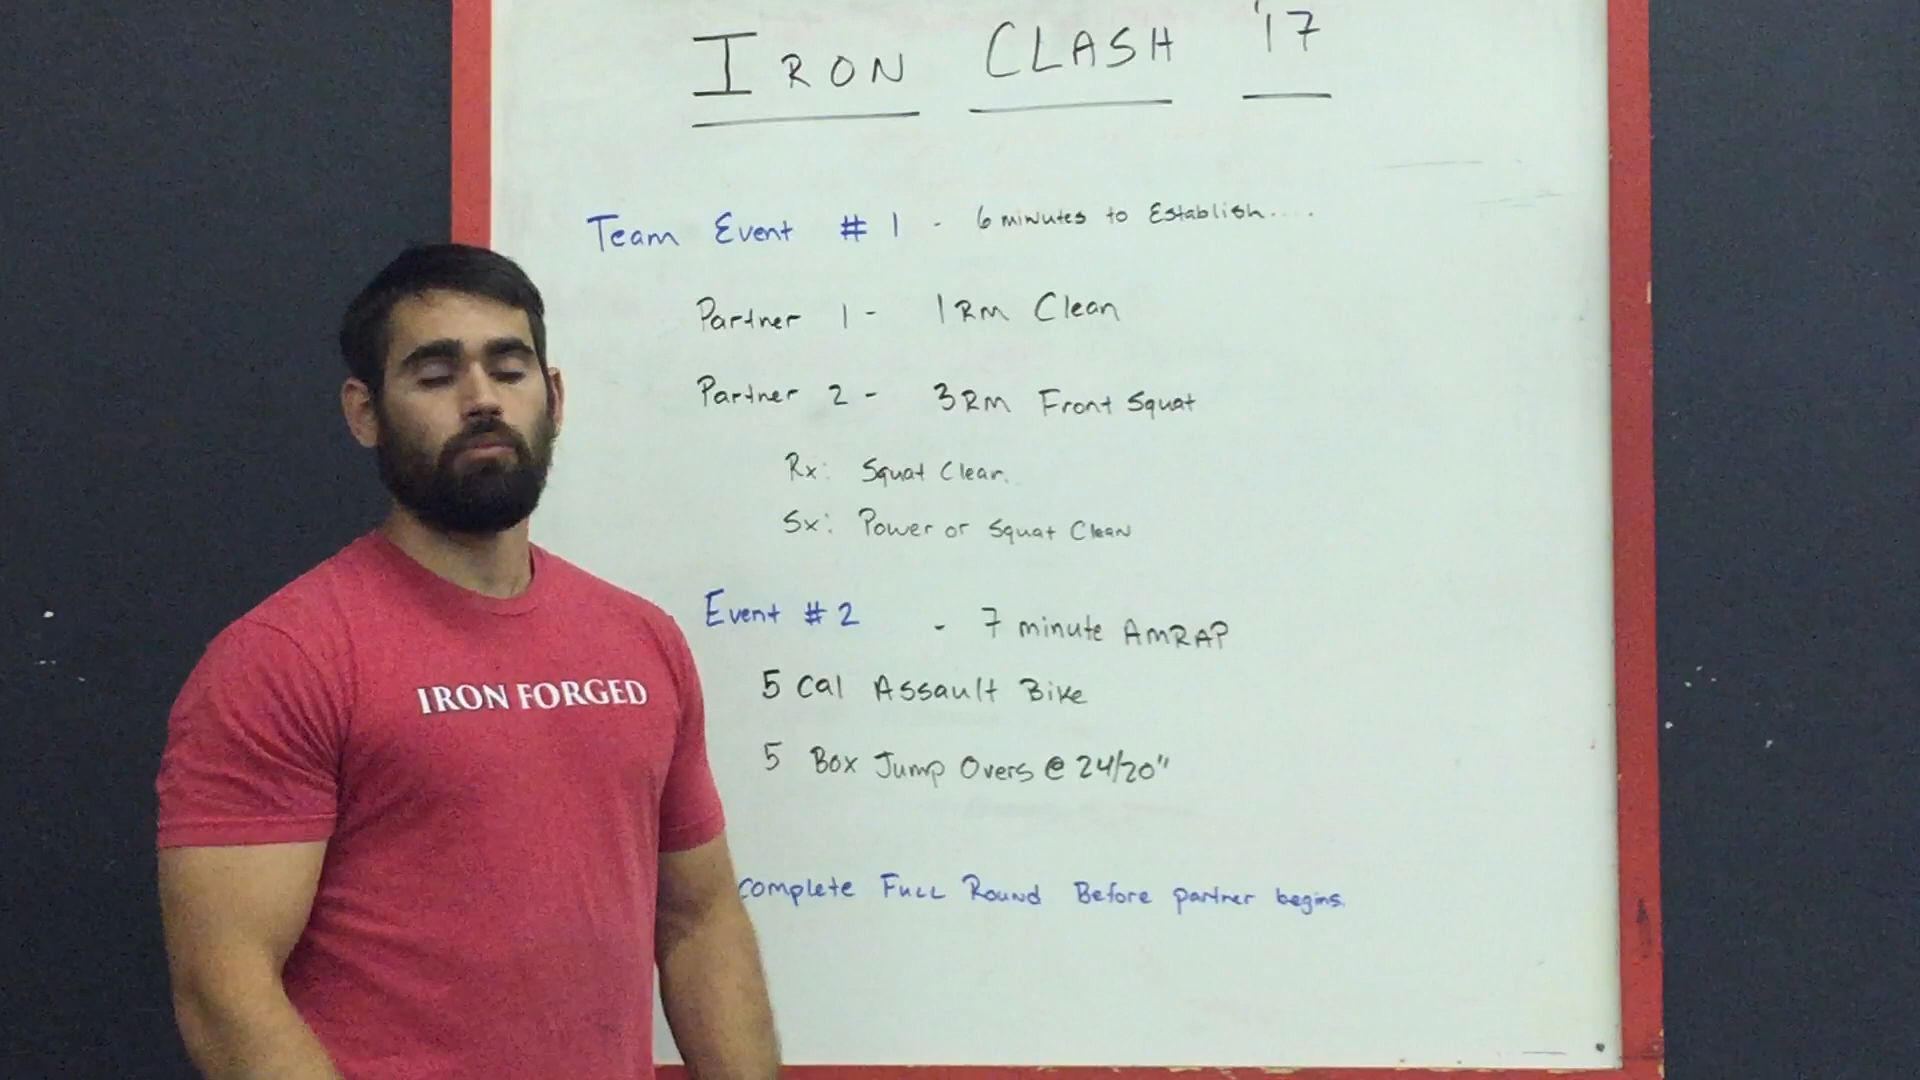 IRON CLASH '17
Team Event # 1 - 6 minutes to Establish....
Partner 1 - 1RM Clean
Partner 2 - 3RM Front Squat
Rx: Squat Clean
Sx: Power or Squat Clean
Event # 2 - 7 minute AMRAP
5 Cal Assault Bike
5 Box Jump Overs @ 24/20"
complete Full Round Before partner begins.
IRON FORGED